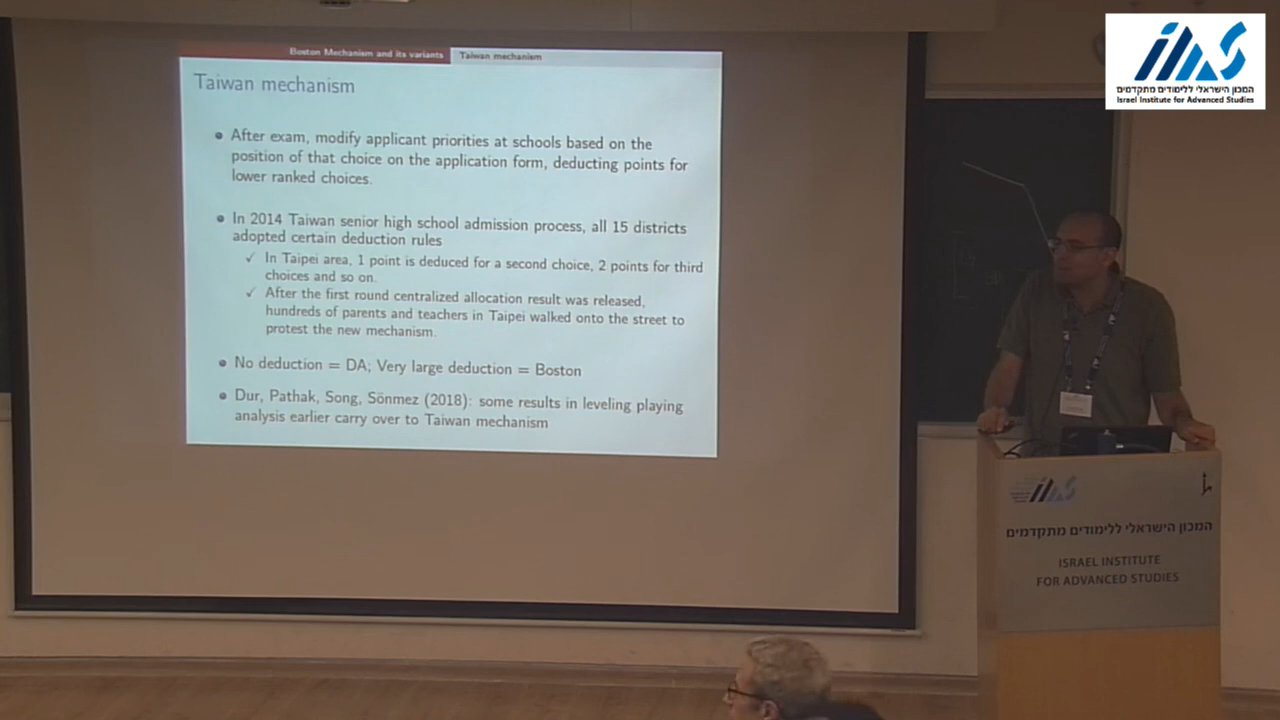 Boston Mechanism and its variants
Taiwan mechanism
Taiwan mechanism
After exam, modify applicant priorities at schools based on the
position of that choice on the application form, deducting points for
lower ranked choices.
In 2014 Taiwan senior high school admission process, all 15 districts
adopted certain deduction rules
✓ In Taipei area, 1 point is deduced for a second choice, 2 points for third
choices and so on.
✓ After the first round centralized allocation result was released,
hundreds of parents and teachers in Taipei walked onto the street to
protest the new mechanism.
No deduction = DA; Very large deduction = Boston
Dur, Pathak, Song, Sönmez (2018): some results in leveling playing
analysis earlier carry over to Taiwan mechanism
המכון הישראלי ללימודים מתקדמים
Israel Institute for Advanced Studies
המכון הישראלי ללימודים מתקדמים
ISRAEL INSTITUTE
FOR ADVANCED STUDIES